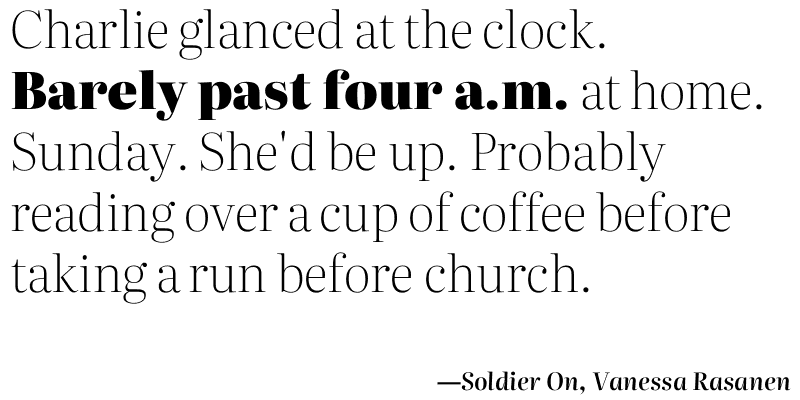 Charlie glanced at the clock.
Barely past four a.m. at home.
Sunday. She'd be up. Probably
reading over a cup of coffee before
taking a run before church.
—Soldier On, Vanessa Rasanen